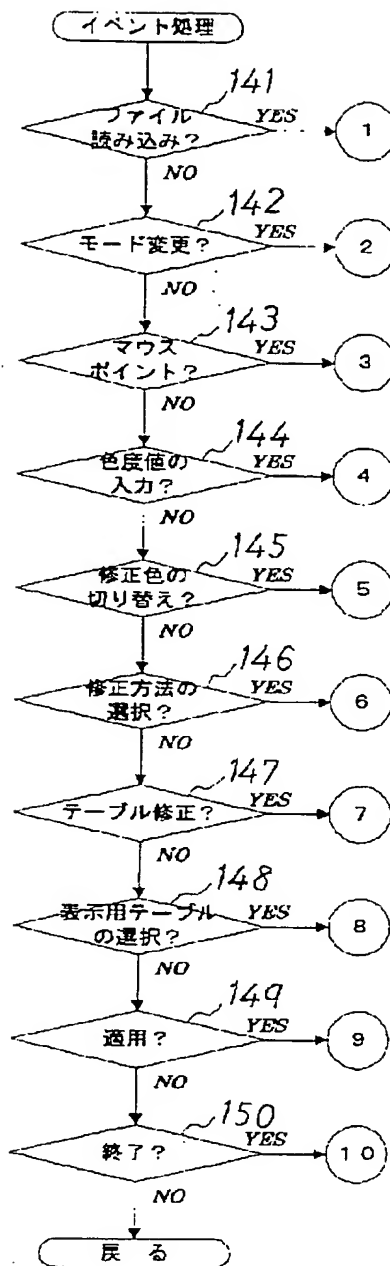 イベント処理
141
ファイル
読み込み？
YES
1
NO
142
モード変更？
YES
2
NO
143
マウス
ポイント？
YES
3
NO
144
色度値の
入力？
YES
4
NO
145
修正色の
切り替え？
YES
5
NO
146
修正方法の
選択？
YES
6
NO
147
テーブル修正？
YES
7
NO
148
表示用テーブル
の選択？
YES
8
NO
149
適用？
YES
9
NO
150
終了？
YES
10
NO
戻る